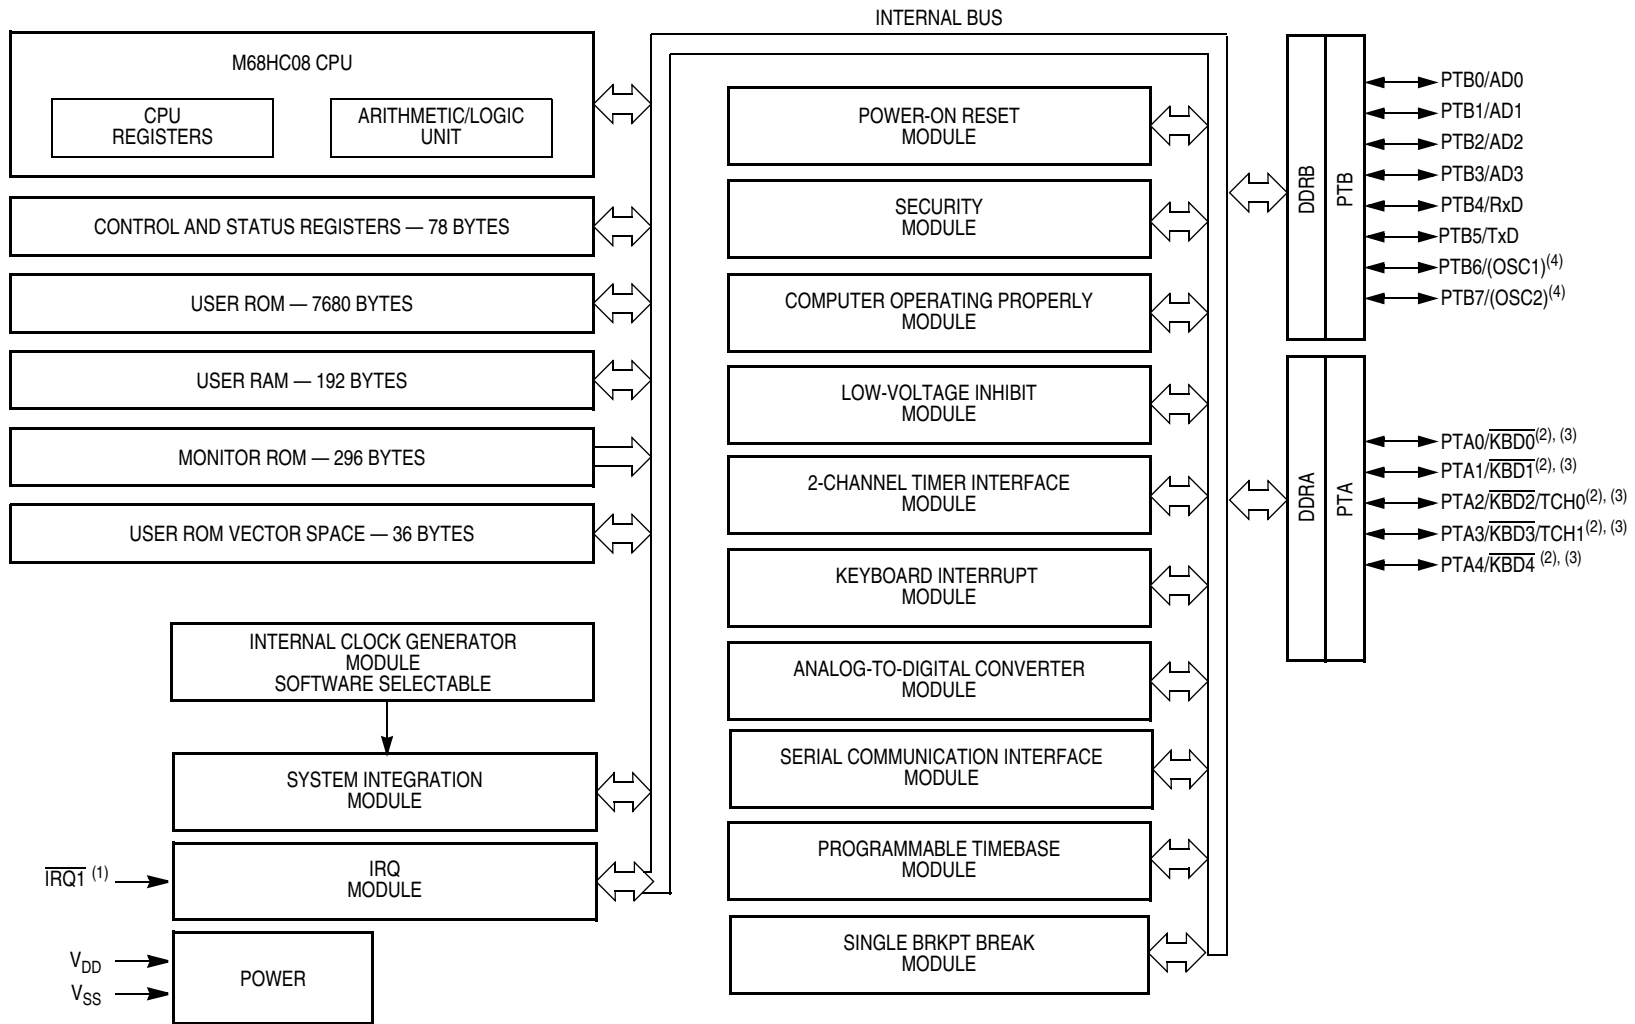 INTERNAL BUS
M68HC08 CPU
CPU
REGISTERS
ARITHMETIC/LOGIC
UNIT
CONTROL AND STATUS REGISTERS — 78 BYTES
USER ROM — 7680 BYTES
USER RAM — 192 BYTES
MONITOR ROM — 296 BYTES
USER ROM VECTOR SPACE — 36 BYTES
INTERNAL CLOCK GENERATOR
MODULE
SOFTWARE SELECTABLE
SYSTEM INTEGRATION
MODULE
IRQ1 (1)
IRQ
MODULE
VDD
VSS
POWER
POWER-ON RESET
MODULE
SECURITY
MODULE
COMPUTER OPERATING PROPERLY
MODULE
LOW-VOLTAGE INHIBIT
MODULE
2-CHANNEL TIMER INTERFACE
MODULE
KEYBOARD INTERRUPT
MODULE
ANALOG-TO-DIGITAL CONVERTER
MODULE
SERIAL COMMUNICATION INTERFACE
MODULE
PROGRAMMABLE TIMEBASE
MODULE
SINGLE BRKPT BREAK
MODULE
DDRB
PTB
PTB0/AD0
PTB1/AD1
PTB2/AD2
PTB3/AD3
PTB4/RxD
PTB5/TxD
PTB6/(OSC1)(4)
PTB7/(OSC2)(4)
DDRA
PTA
PTA0/KBD0(2), (3)
PTA1/KBD1(2), (3)
PTA2/KBD2/TCH0(2), (3)
PTA3/KBD3/TCH1(2), (3)
PTA4/KBD4 (2), (3)